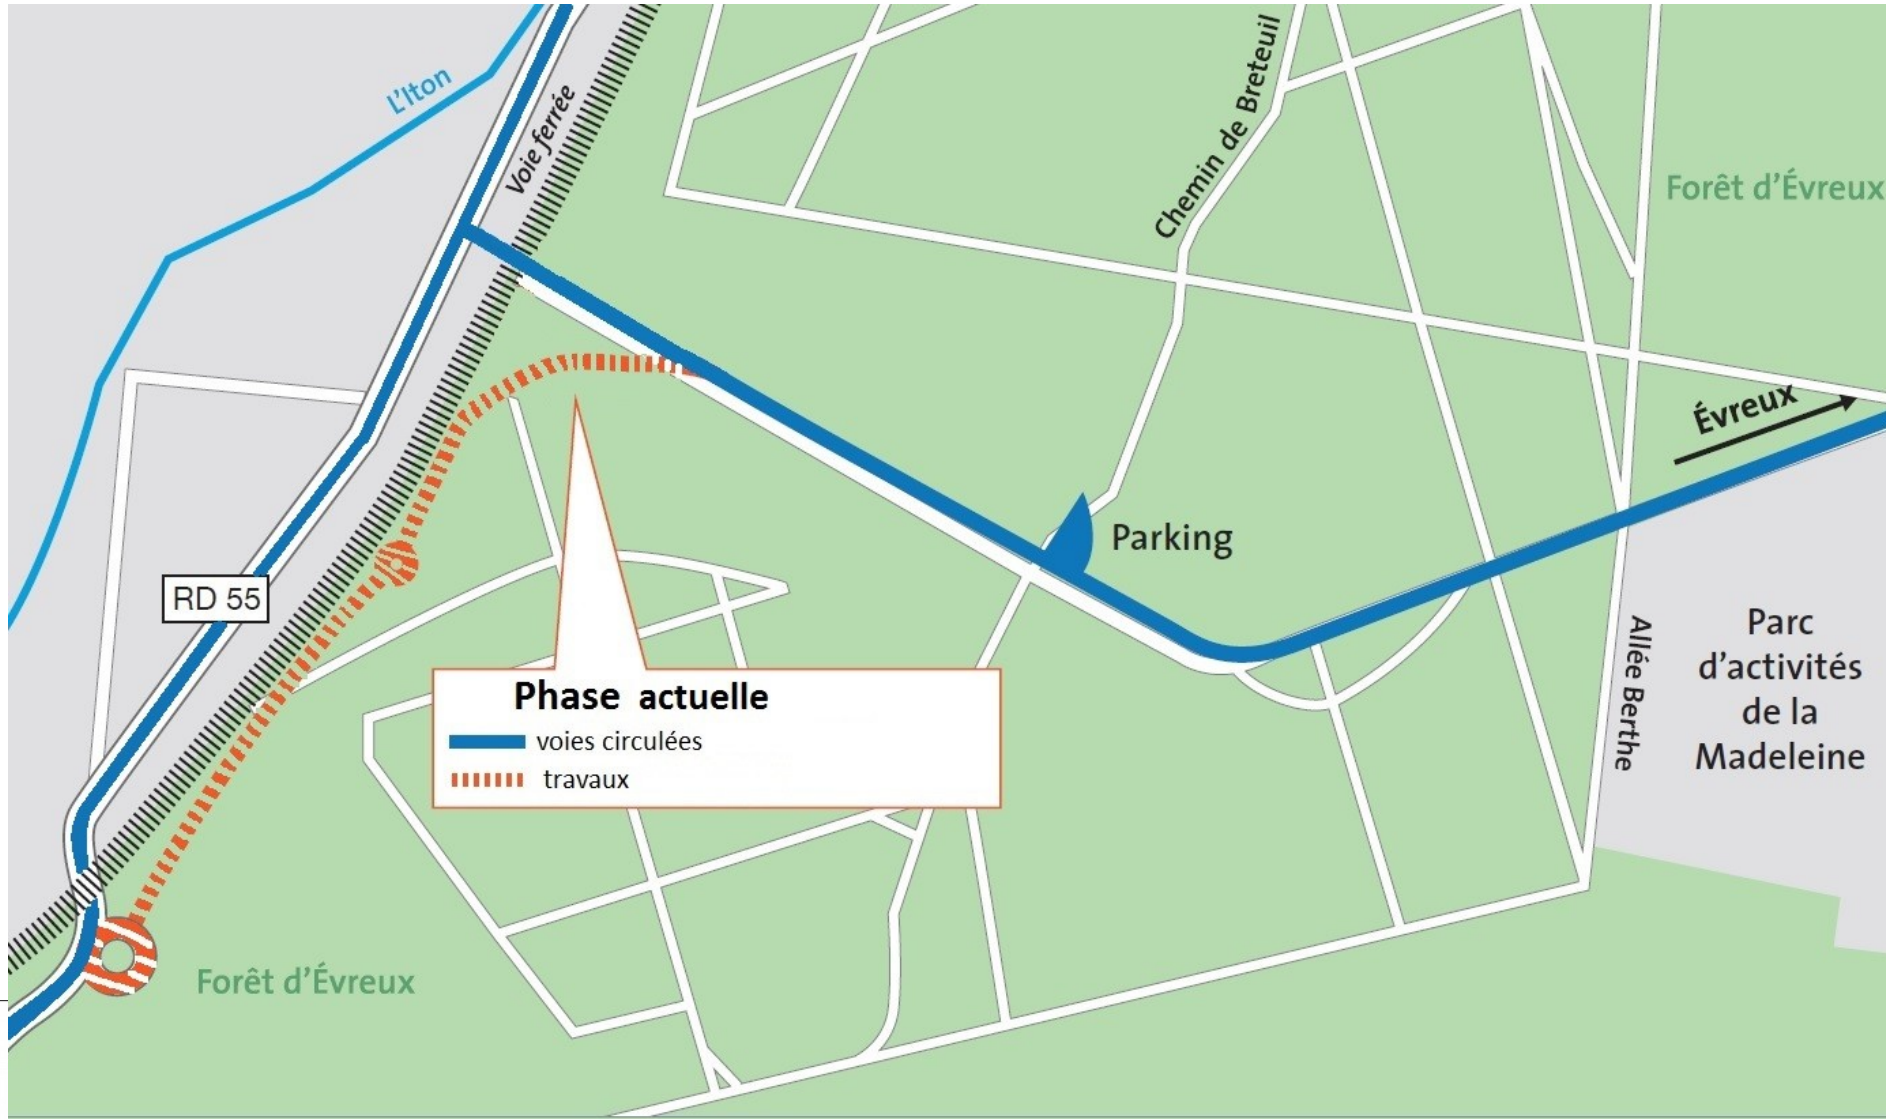 L'Iton
Voie ferrée
Chemin de Breteuil
Forêt d'Évreux
Évreux
Parking
RD 55
Allée Berthe
Parc
d'activités
de la
Madeleine
Phase actuelle
voies circulées
travaux
Forêt d'Évreux